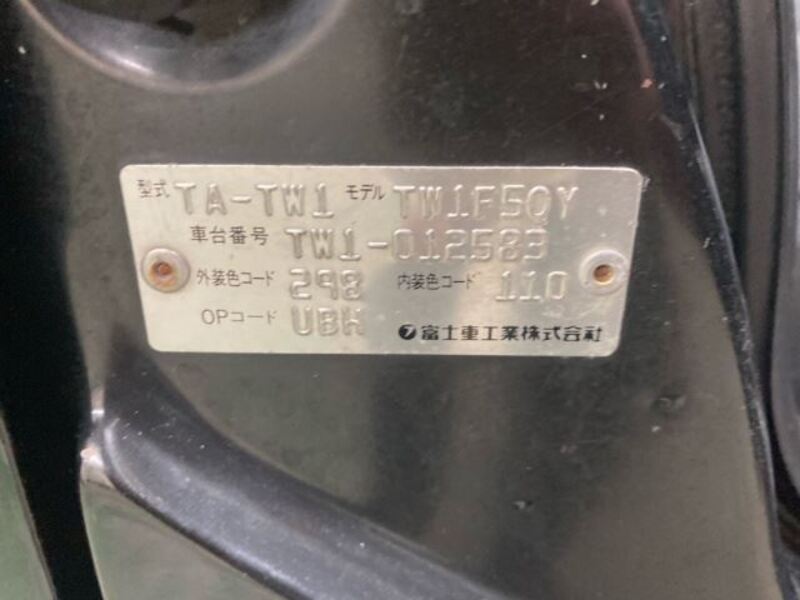 型式 TA-TW1 モデル TW1F5QY
車台番号 TW1-012583
外装色コード 298 内装色コード 110
OPコード UBH
富士重工業株式会社